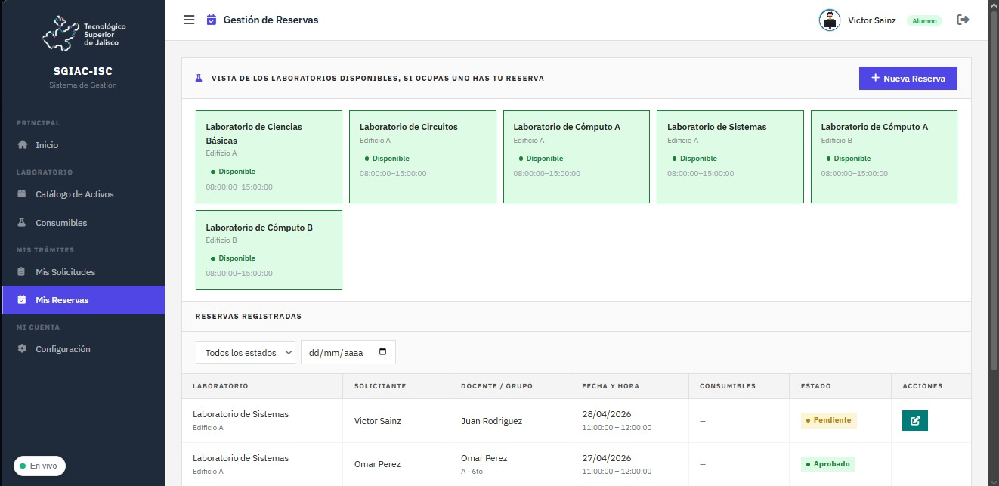 Tecnológico
Superior
de Jalisco
SGIAC-ISC
Sistema de Gestión
PRINCIPAL
Inicio
LABORATORIO
Catálogo de Activos
Consumibles
MIS TRÁMITES
Mis Solicitudes
Mis Reservas
MI CUENTA
Configuración
En vivo
Gestión de Reservas
Victor Sainz
Alumno
VISTA DE LOS LABORATORIOS DISPONIBLES, SI OCUPAS UNO HAS TU RESERVA
+ Nueva Reserva
Laboratorio de Ciencias
Básicas
Edificio A
Disponible
08:00:00–15:00:00
Laboratorio de Circuitos
Edificio A
Disponible
08:00:00–15:00:00
Laboratorio de Cómputo A
Edificio A
Disponible
08:00:00–15:00:00
Laboratorio de Sistemas
Edificio A
Disponible
08:00:00–15:00:00
Laboratorio de Cómputo A
Edificio B
Disponible
08:00:00–15:00:00
Laboratorio de Cómputo B
Edificio B
Disponible
08:00:00–15:00:00
RESERVAS REGISTRADAS
Todos los estados
dd/mm/aaaa
LABORATORIO SOLICITANTE DOCENTE / GRUPO FECHA Y HORA CONSUMIBLES ESTADO ACCIONES
Laboratorio de Sistemas
Edificio A
Victor Sainz
Juan Rodriguez
28/04/2026
11:00:00 – 12:00:00
—
Pendiente
Laboratorio de Sistemas
Edificio A
Omar Perez
Omar Perez
A · 6to
27/04/2026
11:00:00 – 12:00:00
—
Aprobado